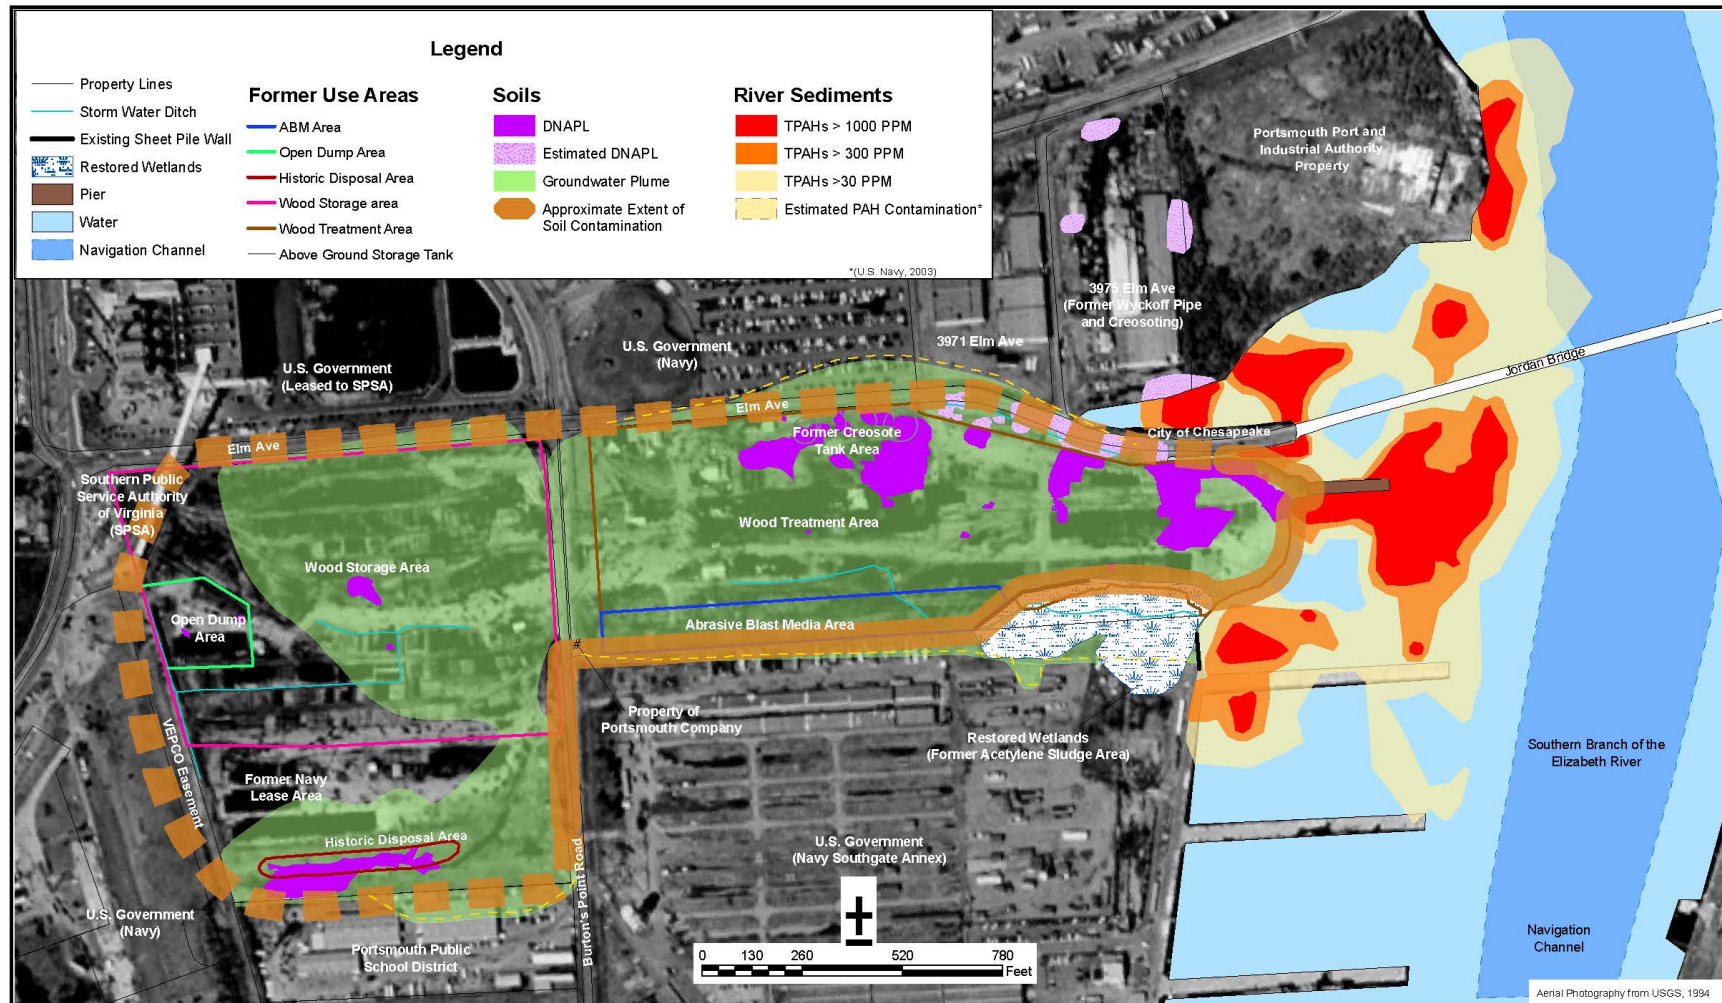 Legend
Property Lines
Storm Water Ditch
Existing Sheet Pile Wall
Restored Wetlands
Pier
Water
Navigation Channel
Former Use Areas
ABM Area
Open Dump Area
Historic Disposal Area
Wood Storage area
Wood Treatment Area
Above Ground Storage Tank
Soils
DNAPL
Estimated DNAPL
Groundwater Plume
Approximate Extent of
Soil Contamination
River Sediments
TPAHs > 1000 PPM
TPAHs > 300 PPM
TPAHs >30 PPM
Estimated PAH Contamination*
*(U.S. Navy, 2003)
Portsmouth Port and
Industrial Authority
Property
3975 Elm Ave
(Former Wyckoff Pipe
and Creosoting)
3971 Elm Ave
U.S. Government
(Navy)
U.S. Government
(Leased to SPSA)
Jordan Bridge
Elm Ave
Elm Ave
City of Chesapeake
Former Creosote
Tank Area
Southern Public
Service Authority
of Virginia
(SPSA)
Wood Treatment Area
Wood Storage Area
Open Dump
Area
Abrasive Blast Media Area
#
Property of
Portsmouth Company
Restored Wetlands
(Former Acetylene Sludge Area)
VEPCO Easement
Former Navy
Lease Area
Historic Disposal Area
Southern Branch of the
Elizabeth River
U.S. Government
(Navy Southgate Annex)
Burton's Point Road
U.S. Government
(Navy)
Portsmouth Public
School District
Navigation
Channel
0 130 260 520 780
Feet
Aerial Photography from USGS, 1994